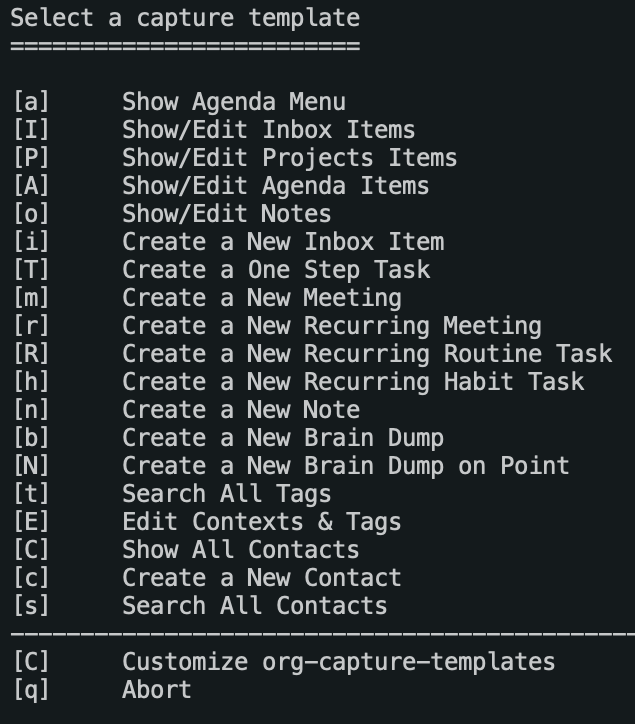 Select a capture template
=========================

[a]     Show Agenda Menu
[I]     Show/Edit Inbox Items
[P]     Show/Edit Projects Items
[A]     Show/Edit Agenda Items
[o]     Show/Edit Notes
[i]     Create a New Inbox Item
[T]     Create a One Step Task
[m]     Create a New Meeting
[r]     Create a New Recurring Meeting
[R]     Create a New Recurring Routine Task
[h]     Create a New Recurring Habit Task
[n]     Create a New Note
[b]     Create a New Brain Dump
[N]     Create a New Brain Dump on Point
[t]     Search All Tags
[E]     Edit Contexts & Tags
[C]     Show All Contacts
[c]     Create a New Contact
[s]     Search All Contacts
---------------------------------------------
[C]     Customize org-capture-templates
[q]     Abort